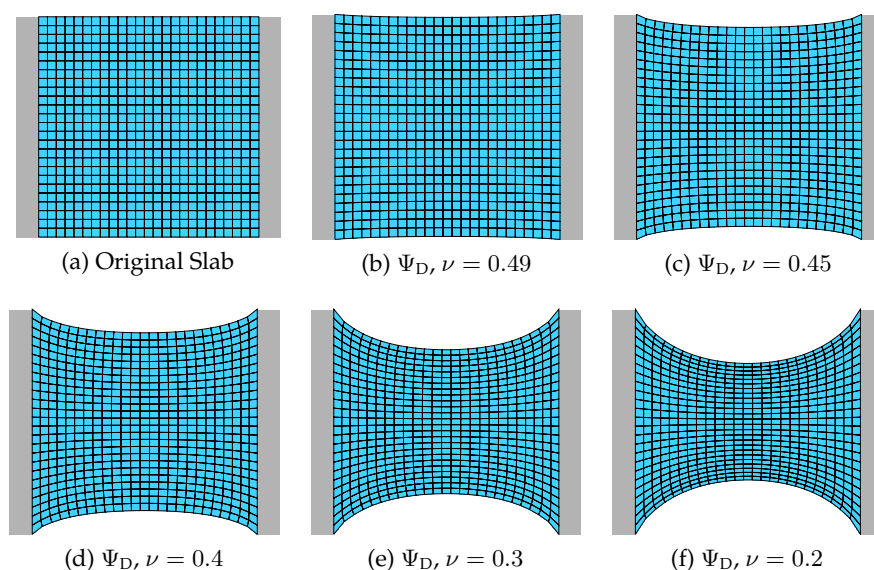 (a) Original Slab
(b) Ψ_D, ν = 0.49
(c) Ψ_D, ν = 0.45
(d) Ψ_D, ν = 0.4
(e) Ψ_D, ν = 0.3
(f) Ψ_D, ν = 0.2